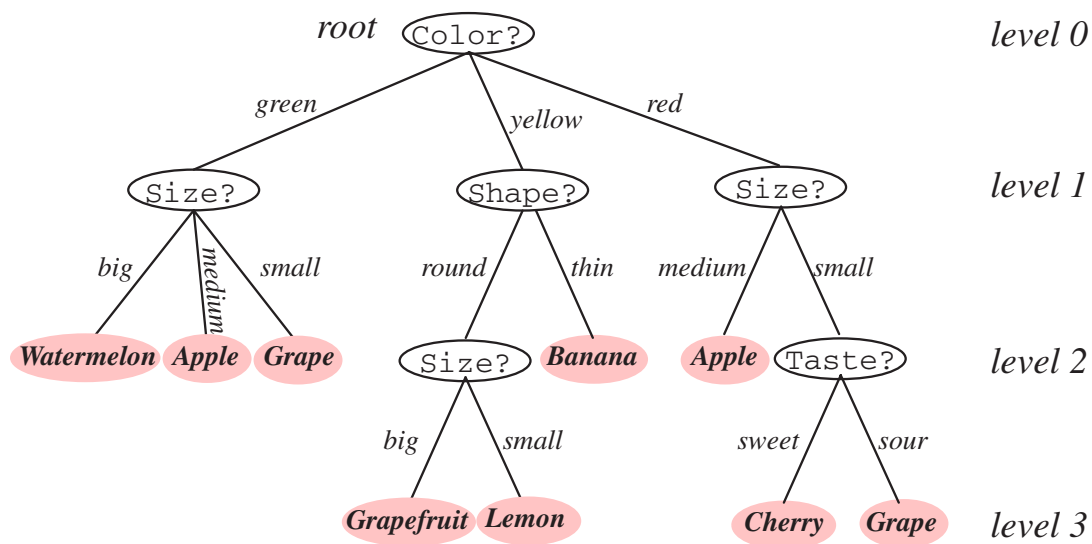 root Color? level 0
green yellow red
Size? Shape? Size? level 1
big medium small round thin medium small
Watermelon Apple Grape Size? Banana Apple Taste? level 2
big small sweet sour
Grapefruit Lemon Cherry Grape level 3